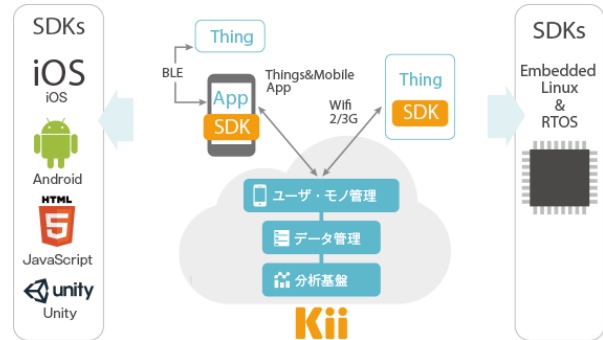 SDKs
iOS
iOS
Android
HTML
5
JavaScript
unity
Unity
Thing
BLE
App
SDK
Things&Mobile
App
Wifi
2/3G
Thing
SDK
ユーザ・モノ管理
データ管理
分析基盤
Kii
SDKs
Embedded
Linux
&
RTOS